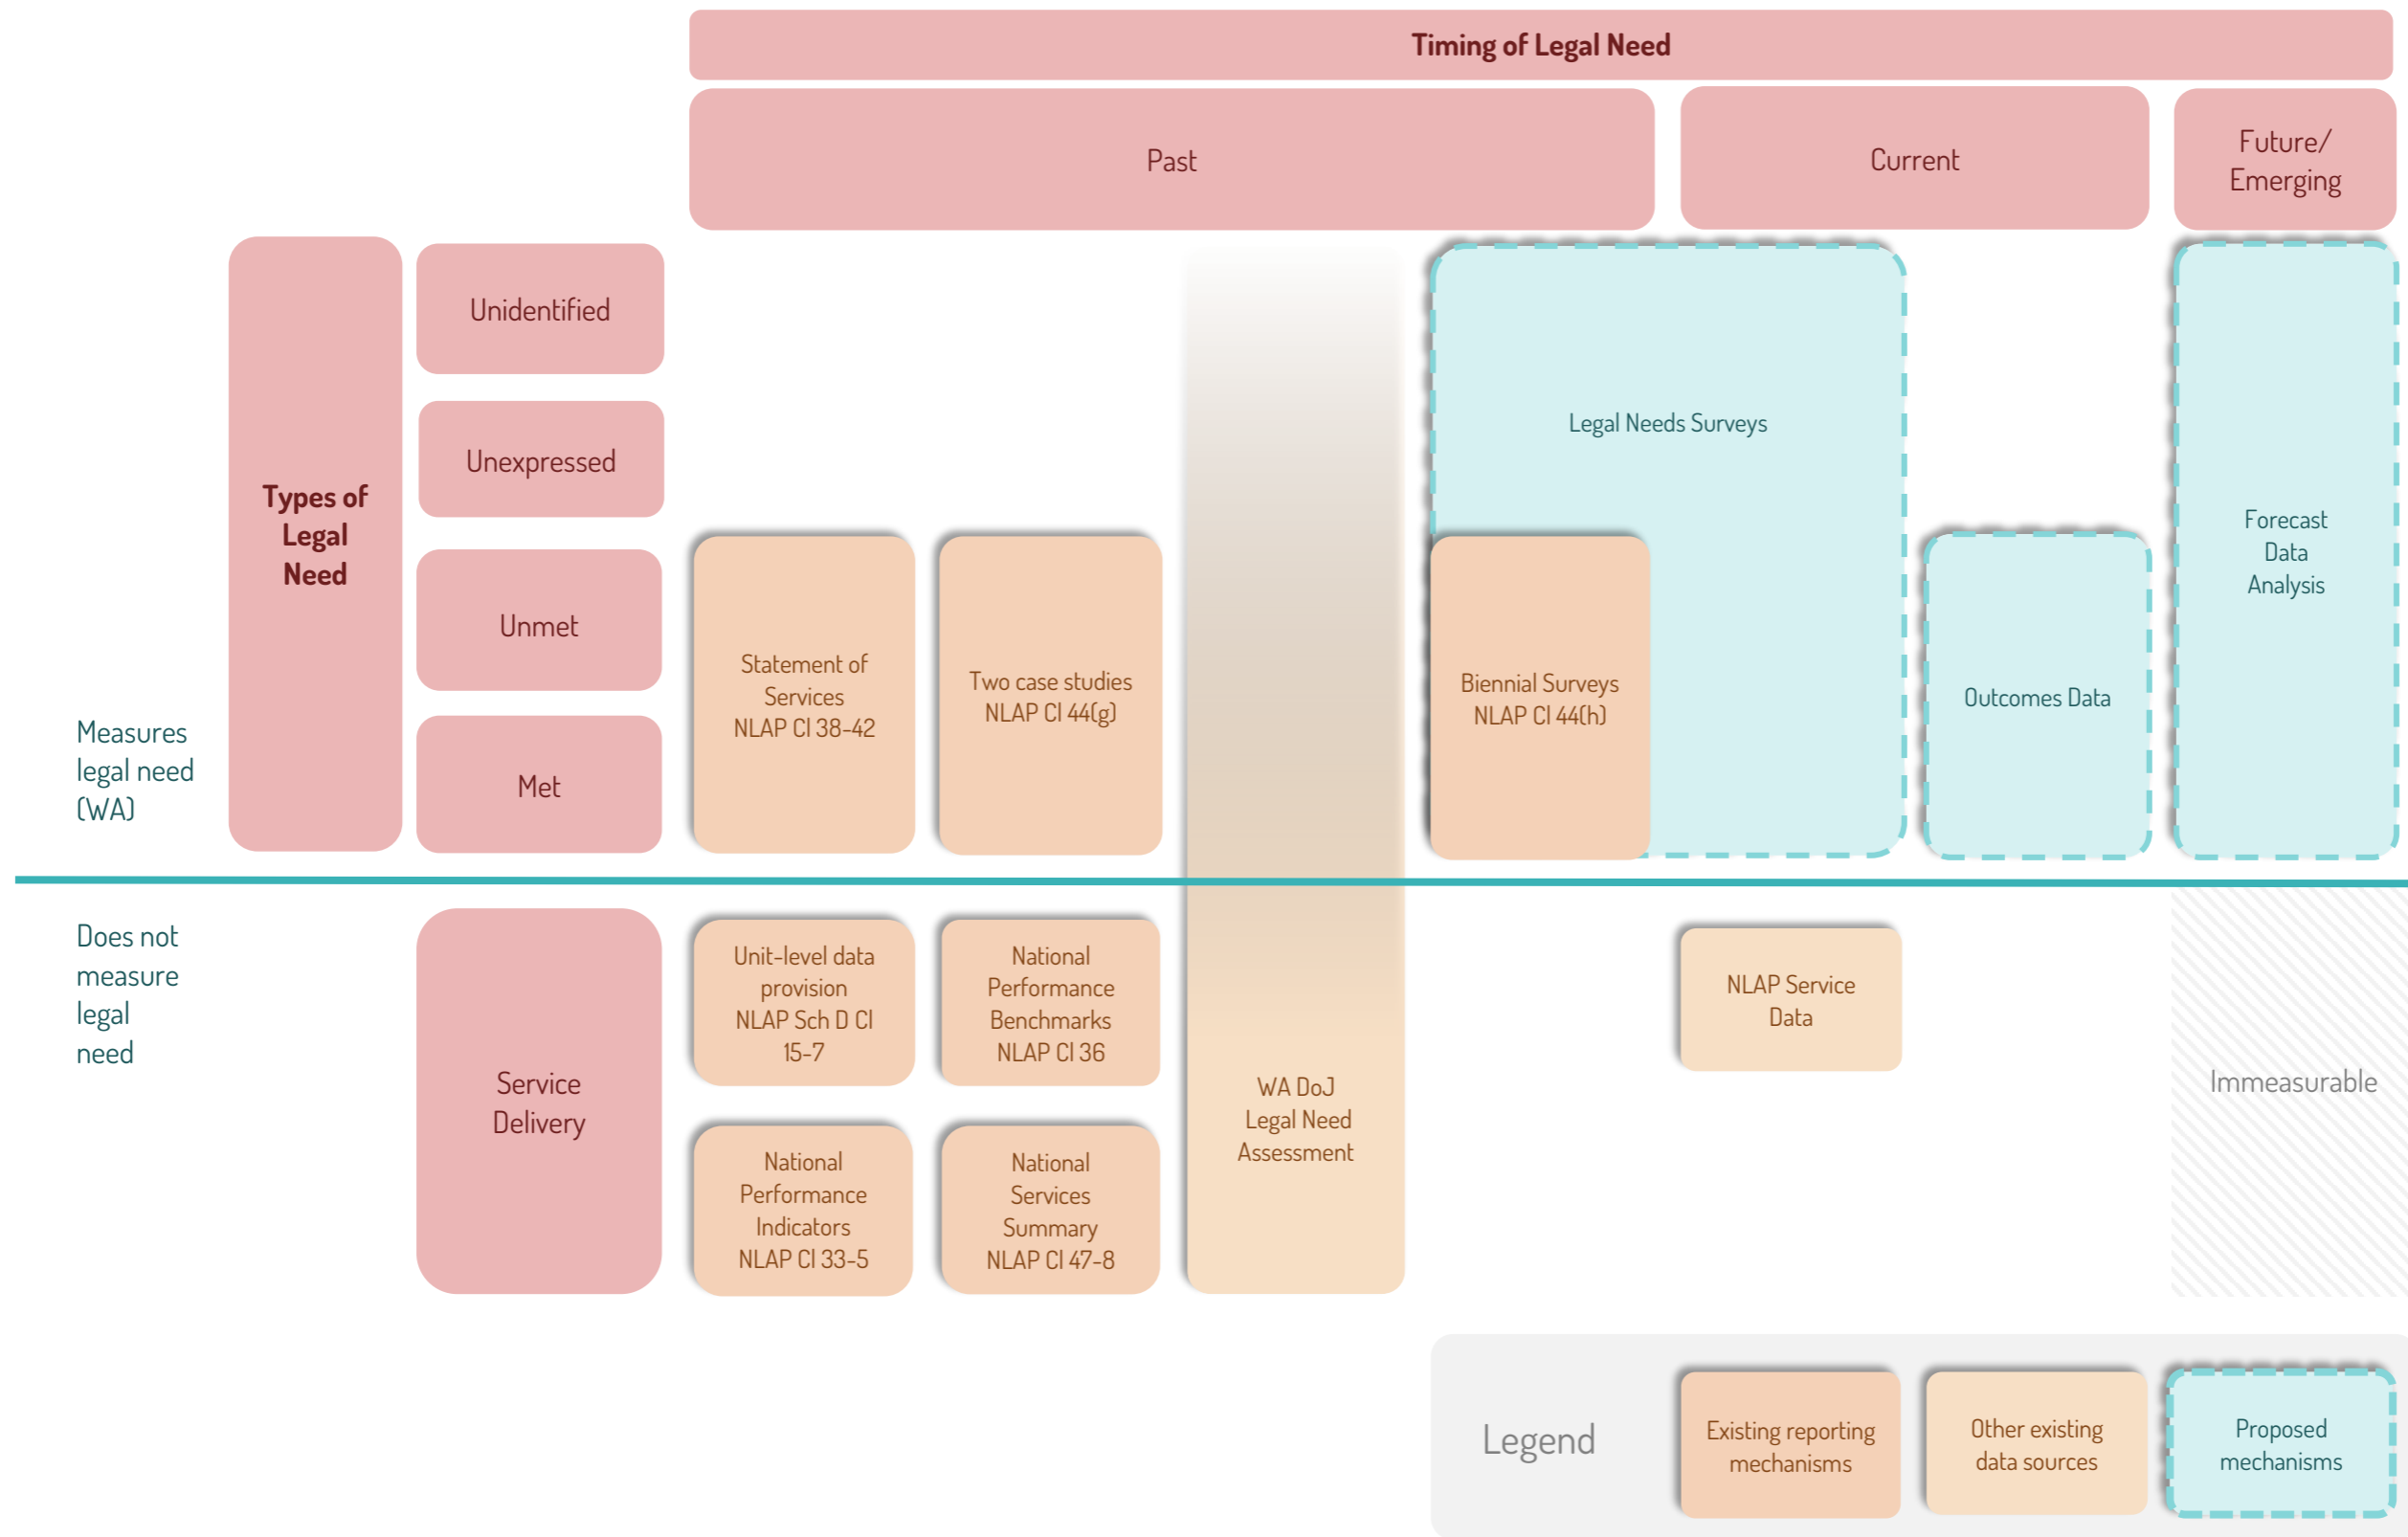 Timing of Legal Need
Past
Current
Future/
Emerging
Types of
Legal
Need
Unidentified
Unexpressed
Unmet
Met
Measures
legal need
(WA)
Statement of
Services
NLAP Cl 38-42
Two case studies
NLAP Cl 44(g)
Legal Needs Surveys
Biennial Surveys
NLAP Cl 44(h)
Outcomes Data
Forecast
Data
Analysis
Does not
measure
legal
need
Service
Delivery
Unit-level data
provision
NLAP Sch D Cl
15-7
National
Performance
Benchmarks
NLAP Cl 36
National
Performance
Indicators
NLAP Cl 33-5
National
Services
Summary
NLAP Cl 47-8
WA DoJ
Legal Need
Assessment
NLAP Service
Data
Immeasurable
Legend
Existing reporting
mechanisms
Other existing
data sources
Proposed
mechanisms